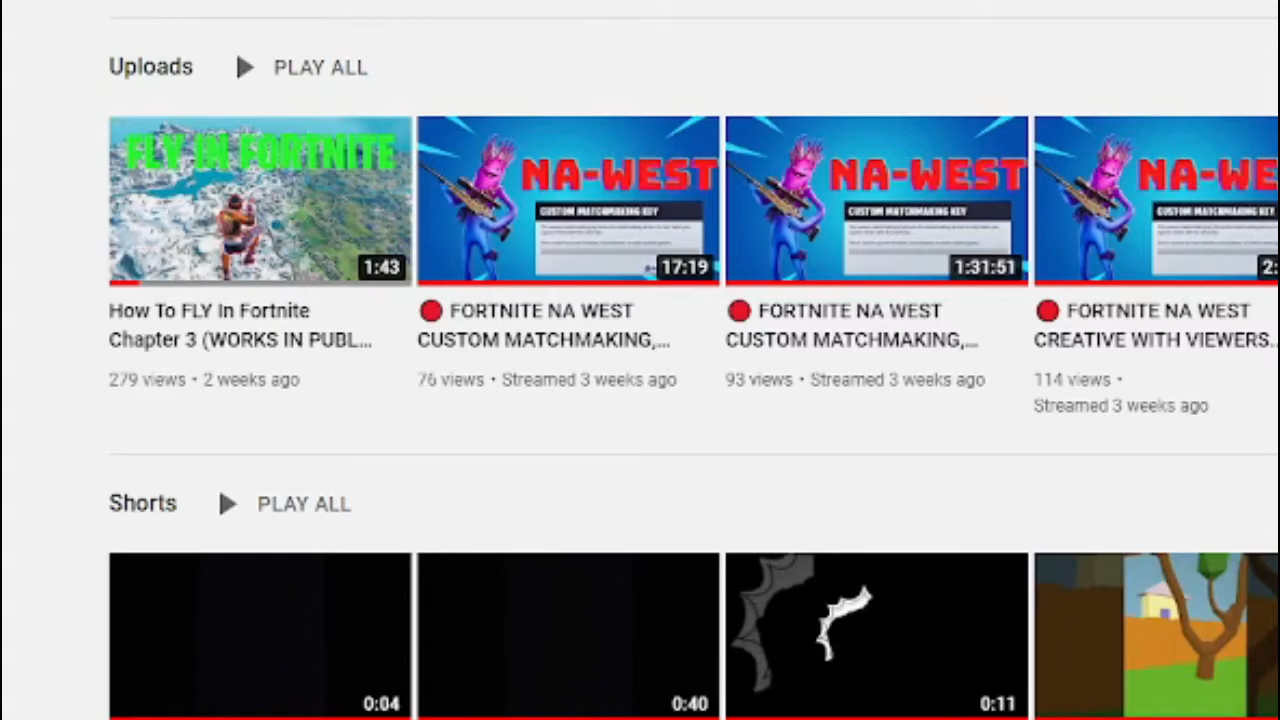 Uploads PLAY ALL
FLY IN FORTNITE
1:43
NA-WEST
CUSTOM MATCHMAKING KEY
17:19
NA-WEST
CUSTOM MATCHMAKING KEY
1:31:51
NA-WE
CUSTOM MATCHMAKING KEY
2:
How To FLY In Fortnite
Chapter 3 (WORKS IN PUBL...
279 views • 2 weeks ago
FORTNITE NA WEST
CUSTOM MATCHMAKING,...
76 views • Streamed 3 weeks ago
FORTNITE NA WEST
CUSTOM MATCHMAKING,...
93 views • Streamed 3 weeks ago
FORTNITE NA WEST
CREATIVE WITH VIEWERS..
114 views •
Streamed 3 weeks ago
Shorts PLAY ALL
0:04
0:40
0:11